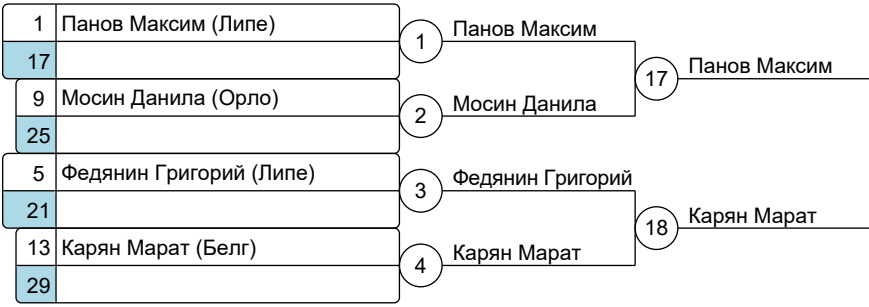 1 Панов Максим (Липе)
17
1
Панов Максим
9 Мосин Данила (Орло)
25
2
Мосин Данила
17
Панов Максим
5 Федянин Григорий (Липе)
21
3
Федянин Григорий
13 Карян Марат (Белг)
29
4
Карян Марат
18
Карян Марат